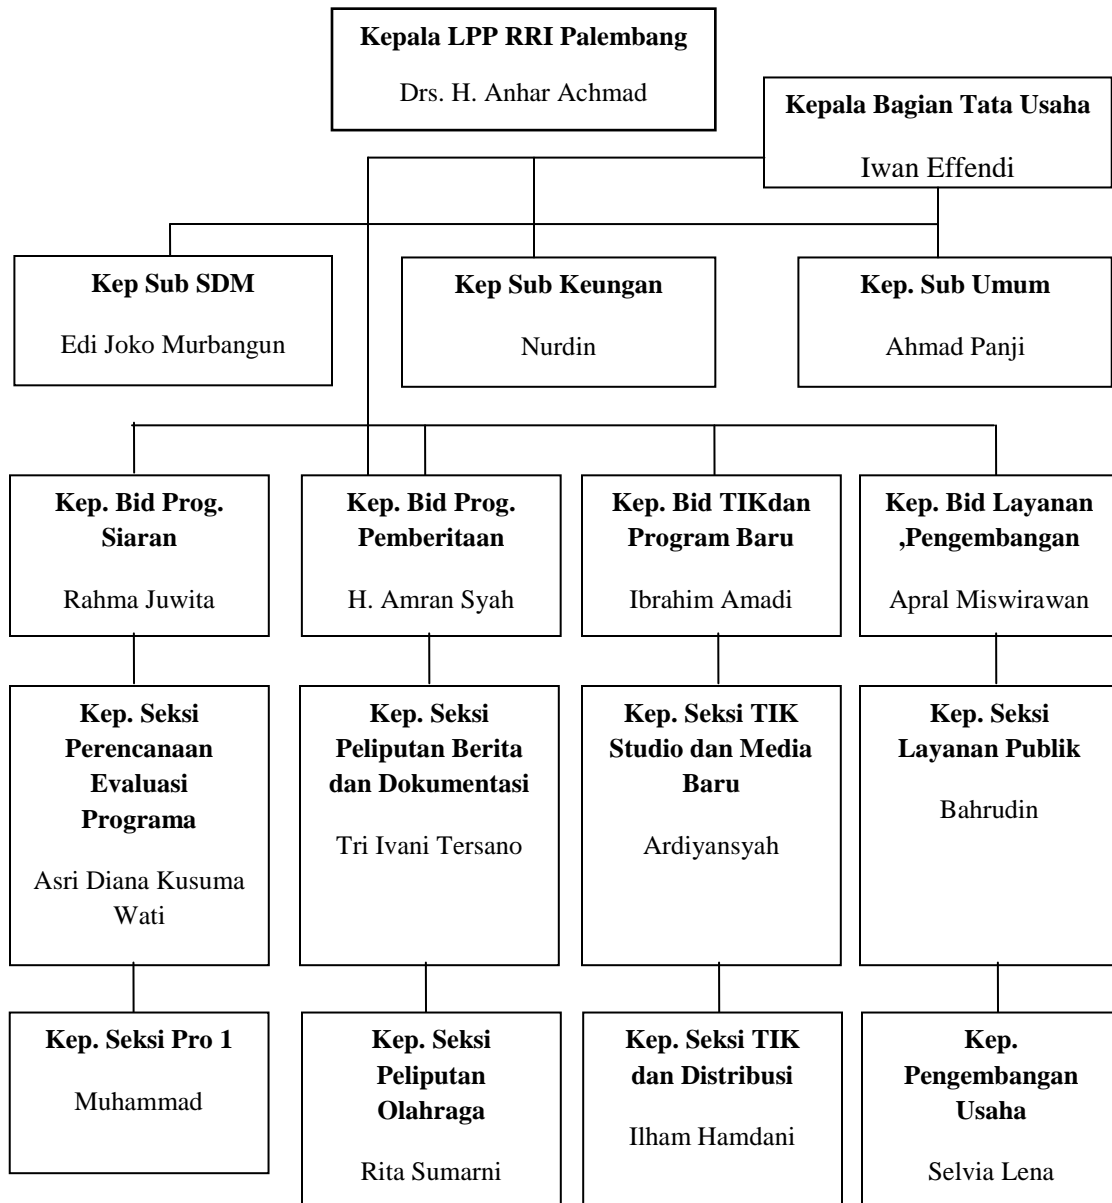 Kepala LPP RRI Palembang
Drs. H. Anhar Achmad
Kepala Bagian Tata Usaha
Iwan Effendi
Kep Sub SDM
Edi Joko Murbangun
Kep Sub Keungan
Nurdin
Kep. Sub Umum
Ahmad Panji
Kep. Bid Prog.
Siaran
Rahma Juwita
Kep. Bid Prog.
Pemberitaan
H. Amran Syah
Kep. Bid TIKdan
Program Baru
Ibrahim Amadi
Kep. Bid Layanan
,Pengembangan
Apral Miswirawan
Kep. Seksi
Perencanaan
Evaluasi
Programa
Asri Diana Kusuma
Wati
Kep. Seksi
Peliputan Berita
dan Dokumentasi
Tri Ivani Tersano
Kep. Seksi TIK
Studio dan Media
Baru
Ardiyansyah
Kep. Seksi
Layanan Publik
Bahrudin
Kep. Seksi Pro 1
Muhammad
Kep. Seksi
Peliputan
Olahraga
Rita Sumarni
Kep. Seksi TIK
dan Distribusi
Ilham Hamdani
Kep.
Pengembangan
Usaha
Selvia Lena